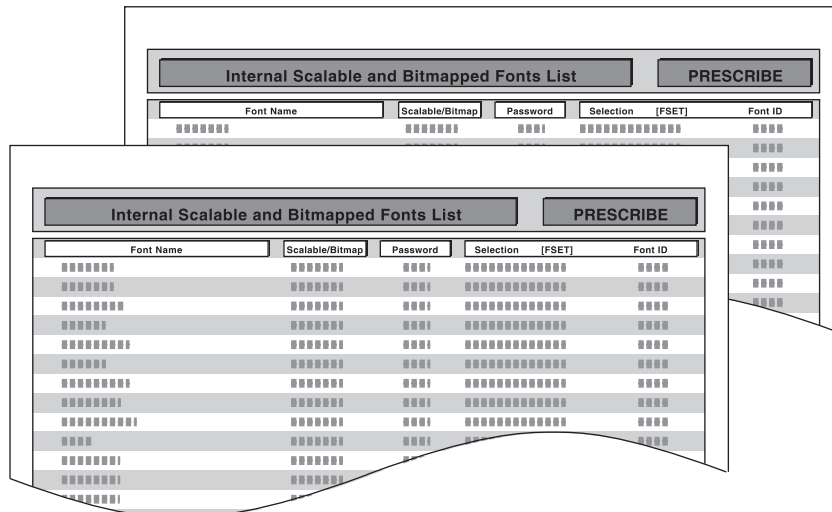 Internal Scalable and Bitmapped Fonts List PRESCRIBE
Font Name Scalable/Bitmap Password Selection [FSET] Font ID
Internal Scalable and Bitmapped Fonts List PRESCRIBE
Font Name Scalable/Bitmap Password Selection [FSET] Font ID